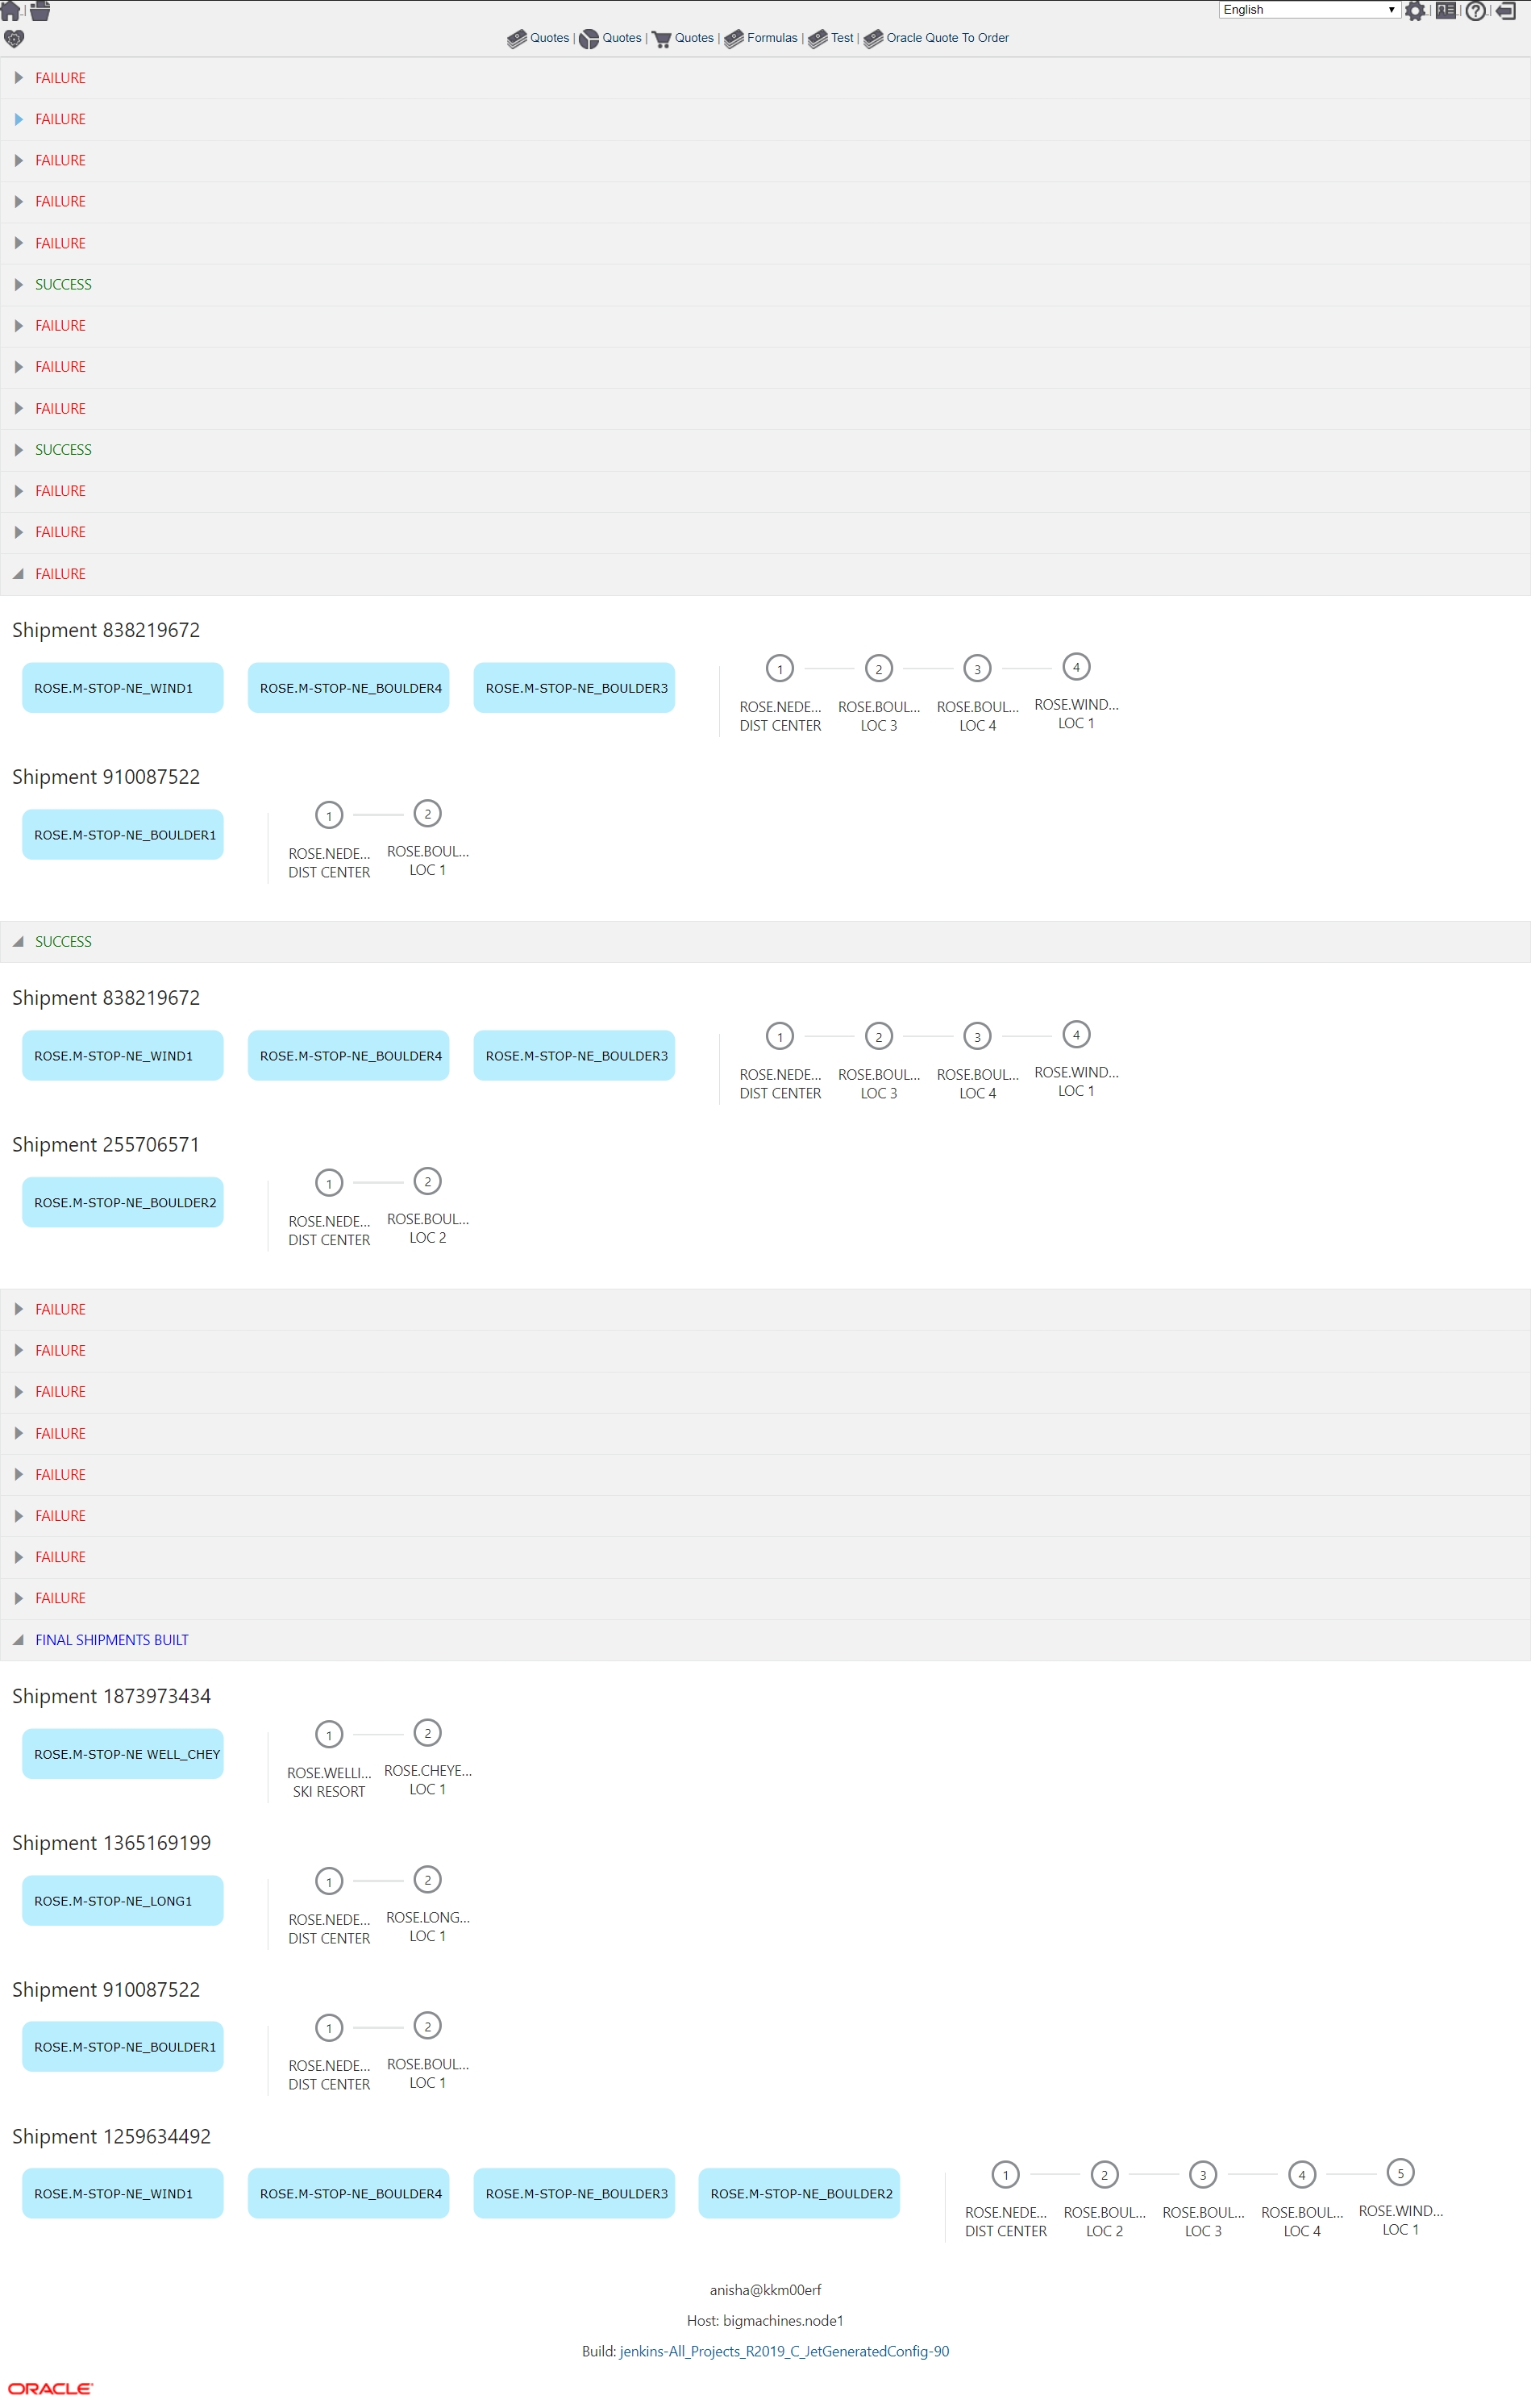 English
Quotes | Quotes | Quotes | Formulas | Test | Oracle Quote To Order
FAILURE
FAILURE
FAILURE
FAILURE
FAILURE
SUCCESS
FAILURE
FAILURE
FAILURE
SUCCESS
FAILURE
FAILURE
FAILURE
Shipment 838219672
ROSE.M-STOP-NE_WIND1 ROSE.M-STOP-NE_BOULDER4 ROSE.M-STOP-NE_BOULDER3
1 2 3 4
ROSE.NEDE... ROSE.BOUL... ROSE.BOUL... ROSE.WIND...
DIST CENTER LOC 3 LOC 4 LOC 1
Shipment 910087522
ROSE.M-STOP-NE_BOULDER1
1 2
ROSE.NEDE... ROSE.BOUL...
DIST CENTER LOC 1
SUCCESS
Shipment 838219672
ROSE.M-STOP-NE_WIND1 ROSE.M-STOP-NE_BOULDER4 ROSE.M-STOP-NE_BOULDER3
1 2 3 4
ROSE.NEDE... ROSE.BOUL... ROSE.BOUL... ROSE.WIND...
DIST CENTER LOC 3 LOC 4 LOC 1
Shipment 255706571
ROSE.M-STOP-NE_BOULDER2
1 2
ROSE.NEDE... ROSE.BOUL...
DIST CENTER LOC 2
FAILURE
FAILURE
FAILURE
FAILURE
FAILURE
FAILURE
FAILURE
FAILURE
FINAL SHIPMENTS BUILT
Shipment 1873973434
ROSE.M-STOP-NE WELL_CHEY
1 2
ROSE.WELLI... ROSE.CHEYE...
SKI RESORT LOC 1
Shipment 1365169199
ROSE.M-STOP-NE_LONG1
1 2
ROSE.NEDE... ROSE.LONG...
DIST CENTER LOC 1
Shipment 910087522
ROSE.M-STOP-NE_BOULDER1
1 2
ROSE.NEDE... ROSE.BOUL...
DIST CENTER LOC 1
Shipment 1259634492
ROSE.M-STOP-NE_WIND1 ROSE.M-STOP-NE_BOULDER4 ROSE.M-STOP-NE_BOULDER3 ROSE.M-STOP-NE_BOULDER2
1 2 3 4 5
ROSE.NEDE... ROSE.BOUL... ROSE.BOUL... ROSE.BOUL... ROSE.WIND...
DIST CENTER LOC 2 LOC 3 LOC 4 LOC 1
anisha@kkm00erf
Host: bigmachines.node1
Build: jenkins-All_Projects_R2019_C_JetGeneratedConfig-90
ORACLE